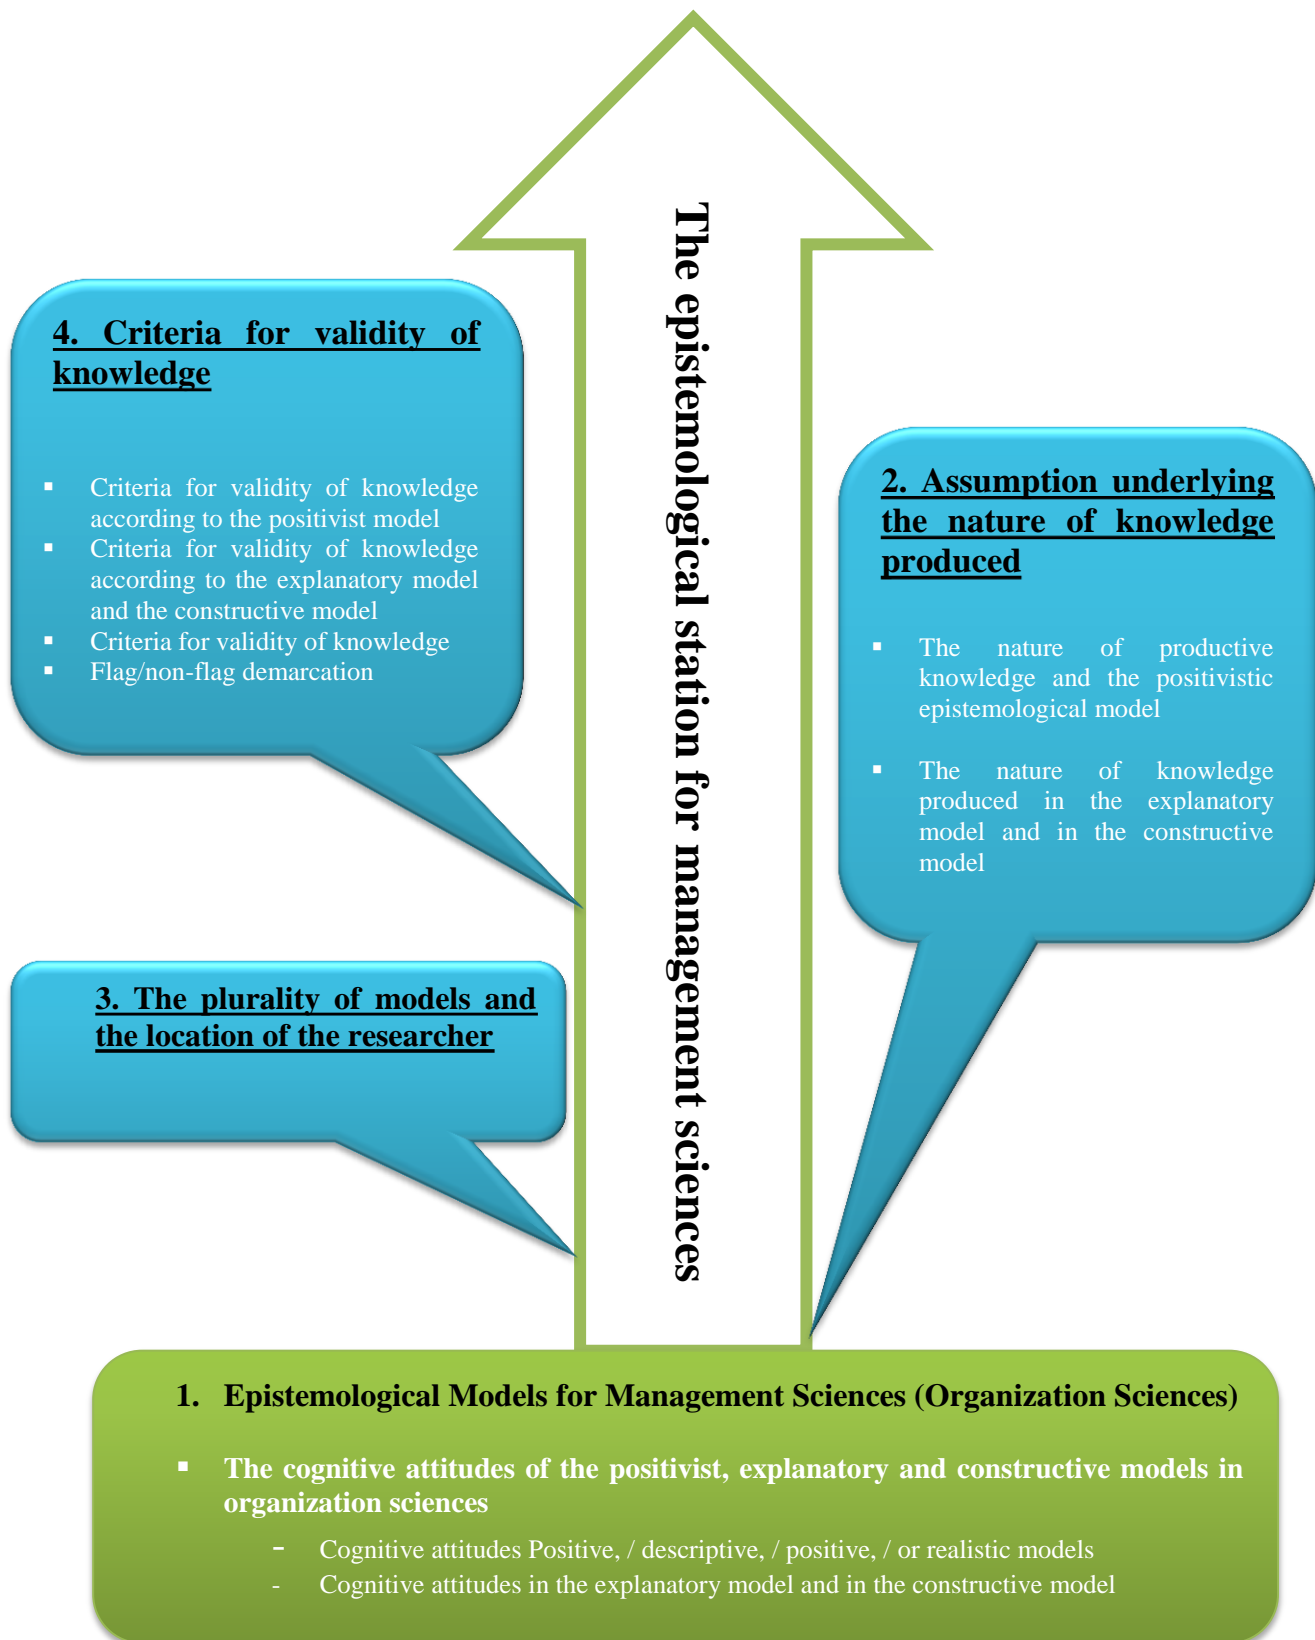 The epistemological station for management sciences
4. Criteria for validity of
knowledge
▪ Criteria for validity of knowledge
according to the positivist model
▪ Criteria for validity of knowledge
according to the explanatory model
and the constructive model
▪ Criteria for validity of knowledge
▪ Flag/non-flag demarcation
2. Assumption underlying
the nature of knowledge
produced
▪ The nature of productive
knowledge and the positivistic
epistemological model
▪ The nature of knowledge
produced in the explanatory
model and in the constructive
model
3. The plurality of models and
the location of the researcher
1. Epistemological Models for Management Sciences (Organization Sciences)
▪ The cognitive attitudes of the positivist, explanatory and constructive models in
organization sciences
- Cognitive attitudes Positive, / descriptive, / positive, / or realistic models
- Cognitive attitudes in the explanatory model and in the constructive model